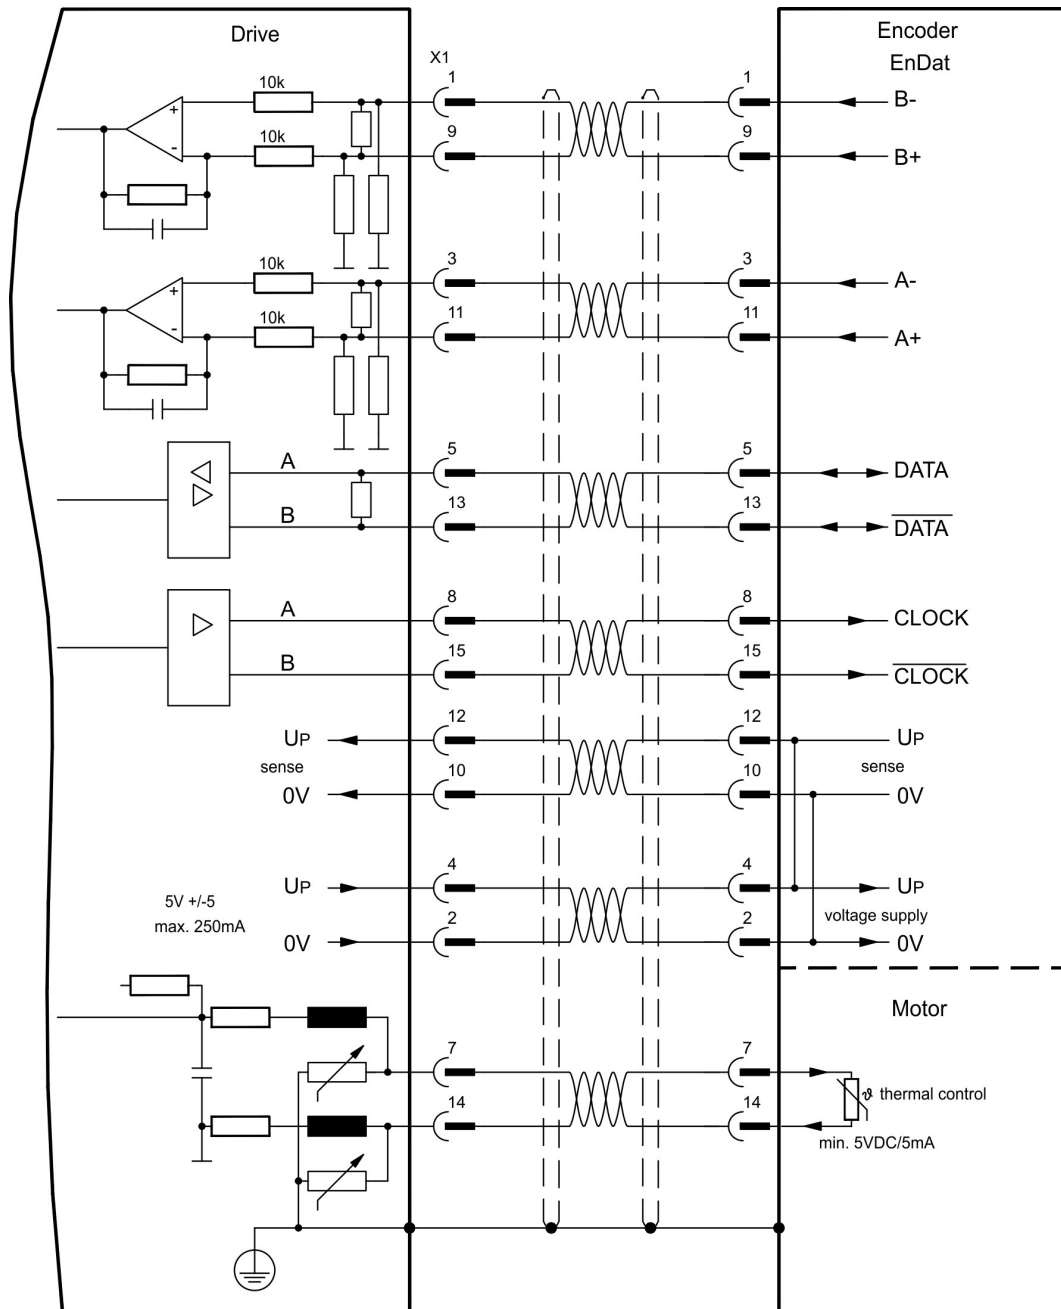 Drive
Encoder
EnDat
X1
10k
1
1
B-
10k
9
9
B+
+
-
10k
3
3
A-
10k
11
11
A+
+
-
A
5
5
DATA
B
13
13
DATA
A
8
8
CLOCK
B
15
15
CLOCK
UP
12
12
UP
sense
sense
0V
10
10
0V
UP
4
4
UP
5V +/-5
max. 250mA
voltage supply
0V
2
2
0V
Motor
7
7
ϑ thermal control
14
14
min. 5VDC/5mA